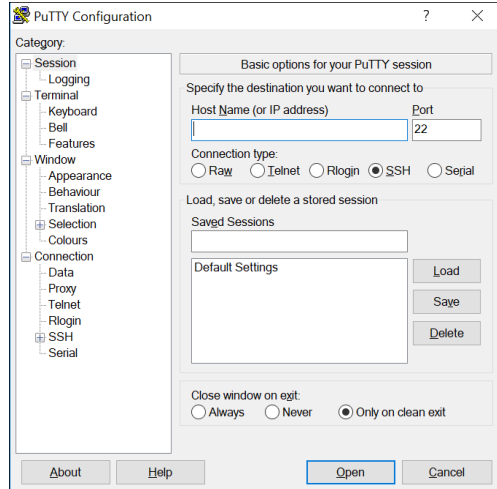 PuTTY Configuration
?
Category:
Session
Logging
Terminal
Keyboard
Bell
Features
Window
Appearance
Behaviour
Translation
Selection
Colours
Connection
Data
Proxy
Telnet
Rlogin
SSH
Serial
Basic options for your PuTTY session
Specify the destination you want to connect to
Host Name (or IP address) Port
22
Connection type:
Raw Telnet Rlogin SSH Serial
Load, save or delete a stored session
Saved Sessions
Default Settings
Load
Save
Delete
Close window on exit:
Always Never Only on clean exit
About Help Open Cancel